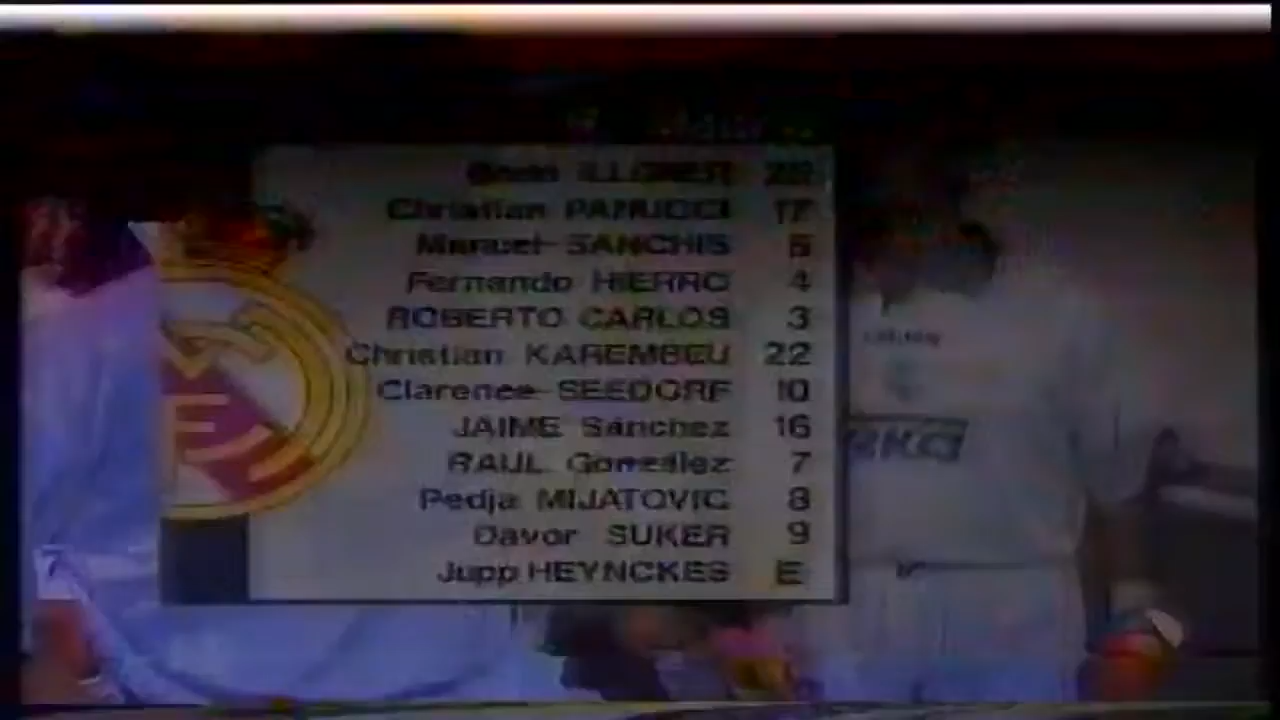 ILLGNER
Christian PANUCCI 17
Manuel SANCHIS 5
Fernando HIERRO 4
ROBERTO CARLOS 3
Christian KAREMBEU 22
Clarence SEEDORF 10
JAIME Sánchez 16
RAUL González 7
Pedja MIJATOVIC 8
Davor SUKER 9
Jupp HEYNCKES E